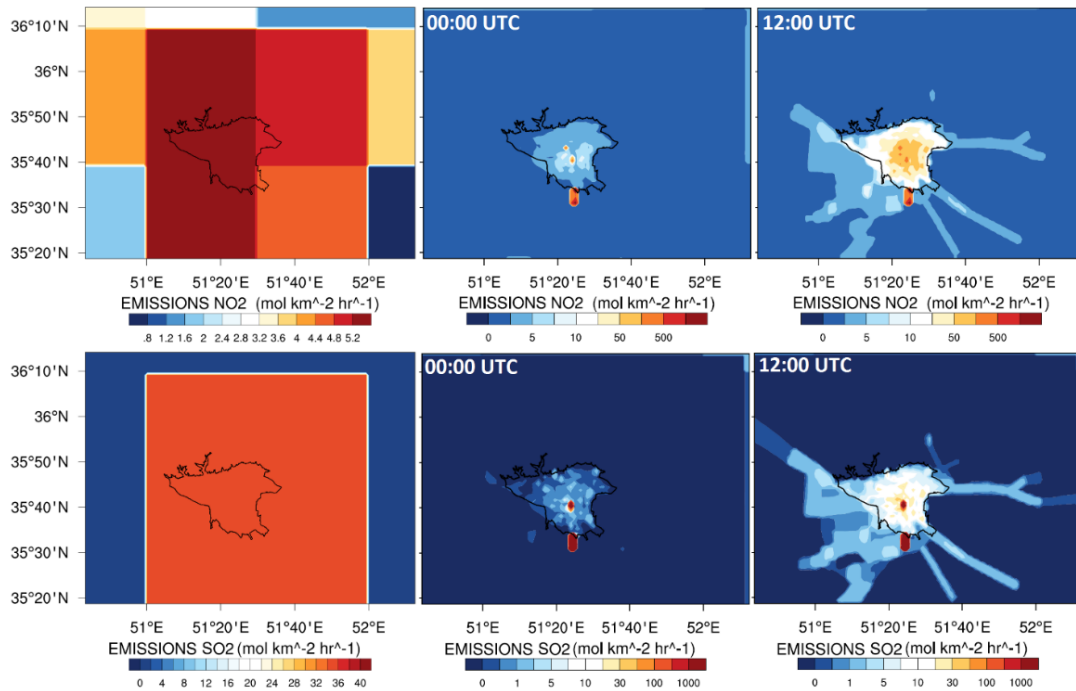 00:00 UTC
12:00 UTC
36°10'N
36°N
35°50'N
35°40'N
35°30'N
35°20'N
51°E 51°20'E 51°40'E 52°E
51°E 51°20'E 51°40'E 52°E
51°E 51°20'E 51°40'E 52°E
EMISSIONS NO2 (mol km^-2 hr^-1)
EMISSIONS NO2 (mol km^-2 hr^-1)
EMISSIONS NO2 (mol km^-2 hr^-1)
.8 1.2 1.6 2 2.4 2.8 3.2 3.6 4 4.4 4.8 5.2
0 5 10 50 500
0 5 10 50 500
00:00 UTC
12:00 UTC
36°10'N
36°N
35°50'N
35°40'N
35°30'N
35°20'N
51°E 51°20'E 51°40'E 52°E
51°E 51°20'E 51°40'E 52°E
51°E 51°20'E 51°40'E 52°E
EMISSIONS SO2 (mol km^-2 hr^-1)
EMISSIONS SO2 (mol km^-2 hr^-1)
EMISSIONS SO2 (mol km^-2 hr^-1)
0 4 8 12 16 20 24 28 32 36 40
0 1 5 10 30 100 1000
0 1 5 10 30 100 1000